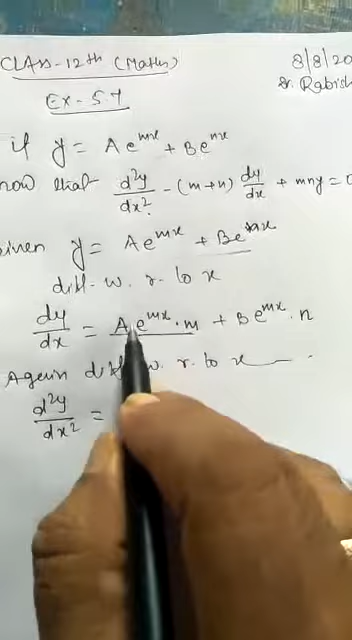 CLASS-12th (Maths) 8/8/20
Ex-5.7
if y = Ae^mx + Be^nx
now that d²y/dx² - (m+n) dy/dx + mny = 0
iven y = Ae^mx + Be^nx
diff. w. r. to x
dy/dx = Ae^mx . m + Be^nx . n
Again diff w. r. to x
d²y/dx² =